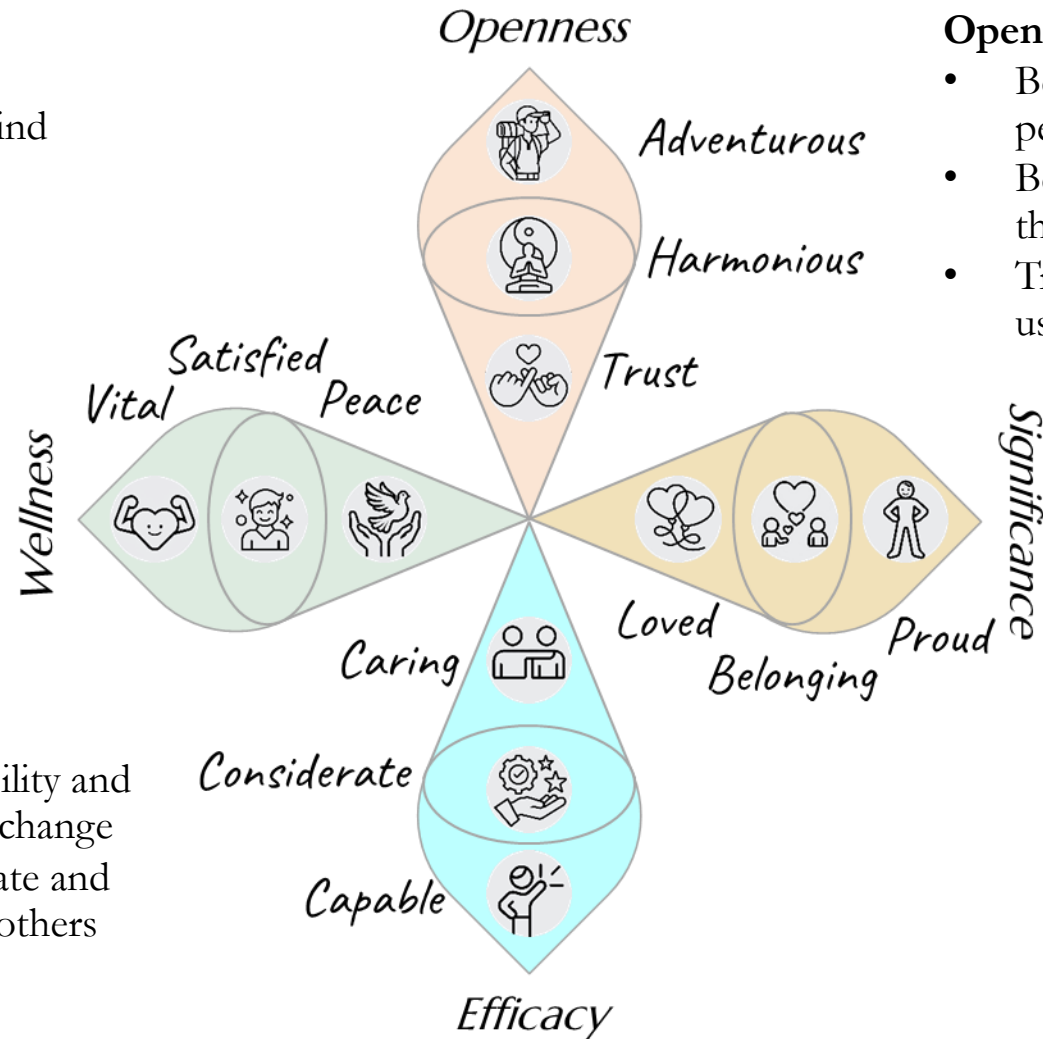 Openness
Open
ind
Adventurous
Harmonious
Trust
Satisfied
Vital
Peace
Wellness
Significance
Loved
Belonging
Proud
Caring
Considerate
Capable
ility and
change
ate and
others
Efficacy